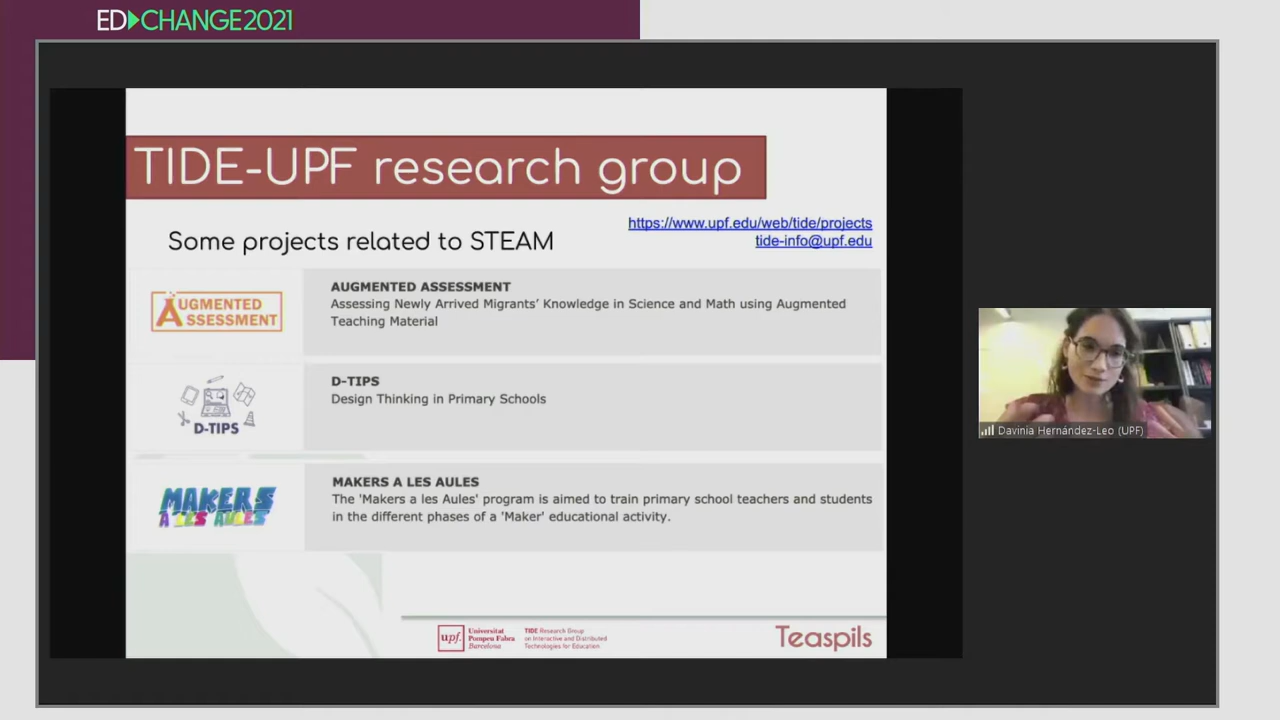 ED CHANGE2021
TIDE-UPF research group
https://www.upf.edu/web/tide/projects
tide-info@upf.edu
Some projects related to STEAM
AUGMENTED
ASSESSMENT
AUGMENTED ASSESSMENT
Assessing Newly Arrived Migrants’ Knowledge in Science and Math using Augmented
Teaching Material
D-TIPS
D-TIPS
Design Thinking in Primary Schools
MAKERS
A LES AULES
MAKERS A LES AULES
The 'Makers a les Aules' program is aimed to train primary school teachers and students
in the different phases of a 'Maker' educational activity.
Davinia Hernández-Leo (UPF)
upf.
Universitat
Pompeu Fabra
Barcelona
TIDE Research Group
on Interactive and Distributed
Technologies for Education
Teaspils